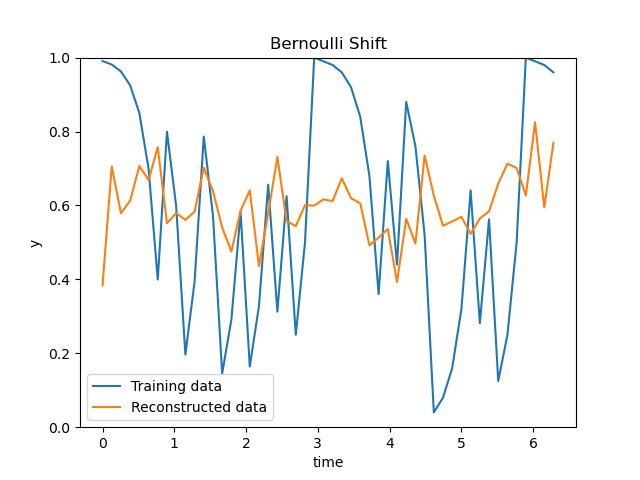 Bernoulli Shift
1.0
0.8
0.6
0.4
0.2
0.0
y
Training data
Reconstructed data
0 1 2 3 4 5 6
time